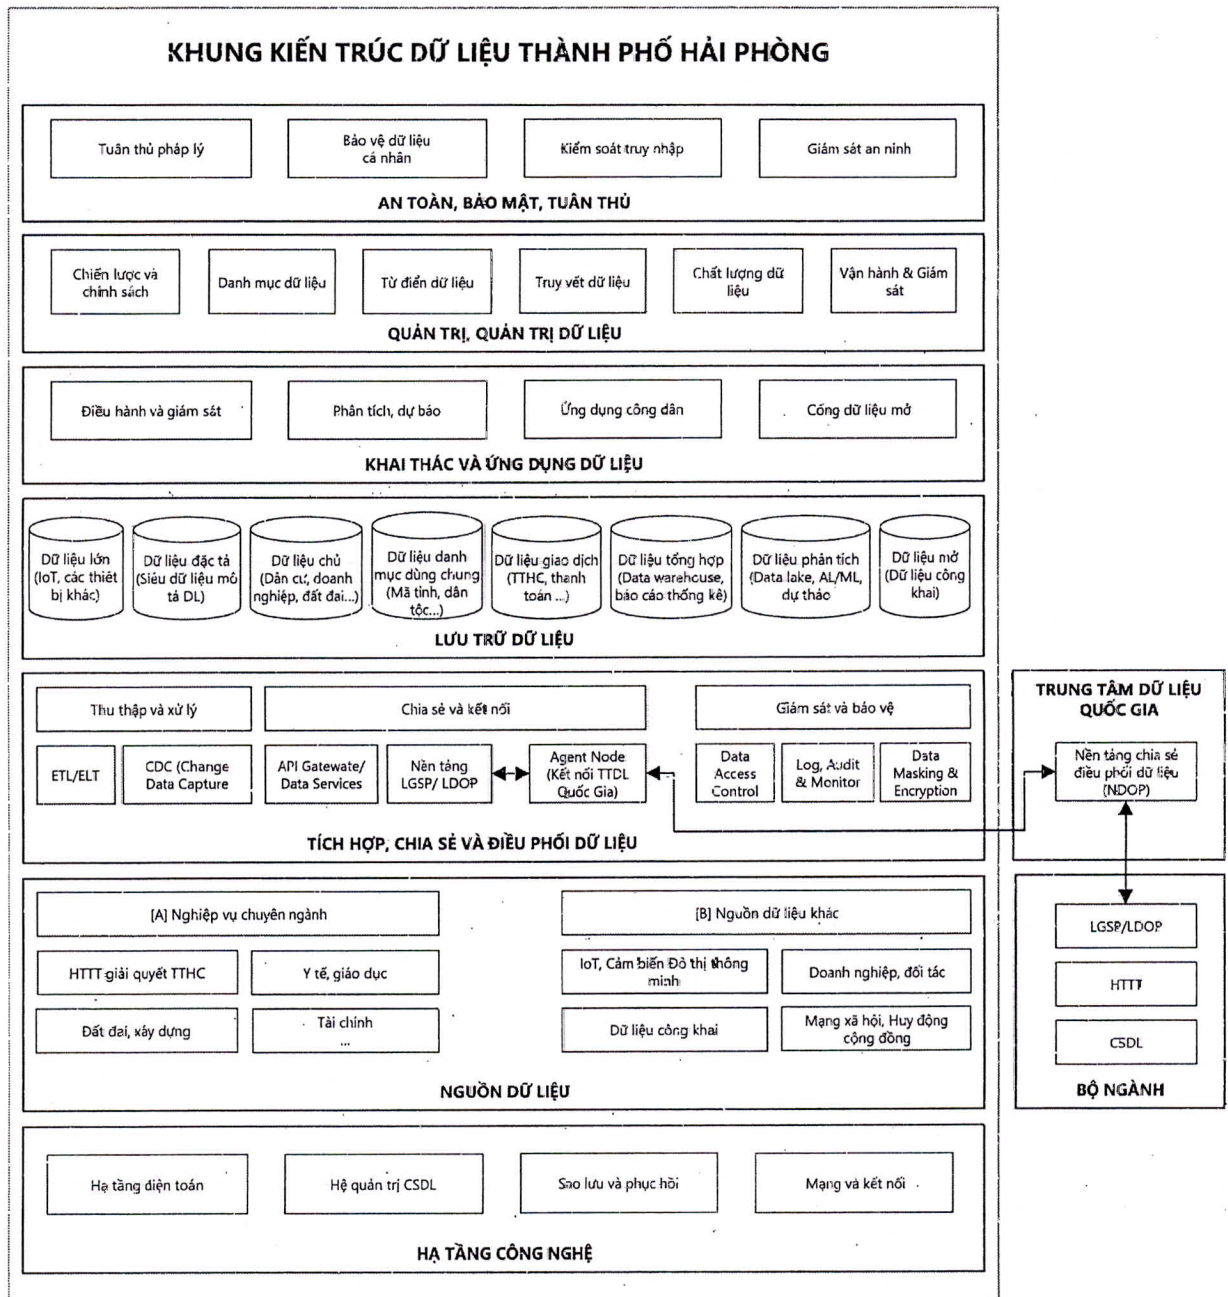 KHUNG KIẾN TRÚC DỮ LIỆU THÀNH PHỐ HẢI PHÒNG
Tuân thủ pháp lý
Bảo vệ dữ liệu
cá nhân
Kiểm soát truy nhập
Giám sát an ninh
AN TOÀN, BẢO MẬT, TUÂN THỦ
Chiến lược và
chính sách
Danh mục dữ liệu
Từ điển dữ liệu
Truy vết dữ liệu
Chất lượng dữ
liệu
Vận hành & Giám
sát
QUẢN TRỊ, QUẢN TRỊ DỮ LIỆU
Điều hành và giám sát
Phân tích, dự báo
Ứng dụng công dân
Cổng dữ liệu mở
KHAI THÁC VÀ ỨNG DỤNG DỮ LIỆU
Dữ liệu lớn
(IoT, các thiết
bị khác)
Dữ liệu đặc tả
(Siêu dữ liệu mô
tả DL)
Dữ liệu chủ
(Dân cư, doanh
nghiệp, đất đai...)
Dữ liệu danh
mục dùng chung
(Mã tỉnh, dân
tộc...)
Dữ liệu giao dịch
(TTHC, thanh
toán ...)
Dữ liệu tổng hợp
(Data warehouse,
báo cáo thống kê)
Dữ liệu phân tích
(Data lake, AL/ML,
dự thảo)
Dữ liệu mở
(Dữ liệu công
khai)
LƯU TRỮ DỮ LIỆU
Thu thập và xử lý
Chia sẻ và kết nối
Giám sát và bảo vệ
ETL/ELT
CDC (Change
Data Capture
API Gatewate/
Data Services
Nền tảng
LGSP/ LDOP
Agent Node
(Kết nối TTDL
Quốc Gia)
Data
Access
Control
Log, Audit
& Monitor
Data
Masking &
Encryption
TÍCH HỢP, CHIA SẺ VÀ ĐIỀU PHỐI DỮ LIỆU
TRUNG TÂM DỮ LIỆU
QUỐC GIA
Nền tảng chia sẻ
điều phối dữ liệu
(NDOP)
[A] Nghiệp vụ chuyên ngành
[B] Nguồn dữ liệu khác
HTTT giải quyết TTHC
Y tế, giáo dục
IoT, Cảm biến Đô thị thông
minh
Doanh nghiệp, đối tác
Đất đai, xây dựng
Tài chính
...
Dữ liệu công khai
Mạng xã hội, Huy động
cộng đồng
NGUỒN DỮ LIỆU
LGSP/LDOP
HTTT
CSDL
BỘ NGÀNH
Hạ tầng điện toán
Hệ quản trị CSDL
Sao lưu và phục hồi
Mạng và kết nối
HẠ TẦNG CÔNG NGHỆ